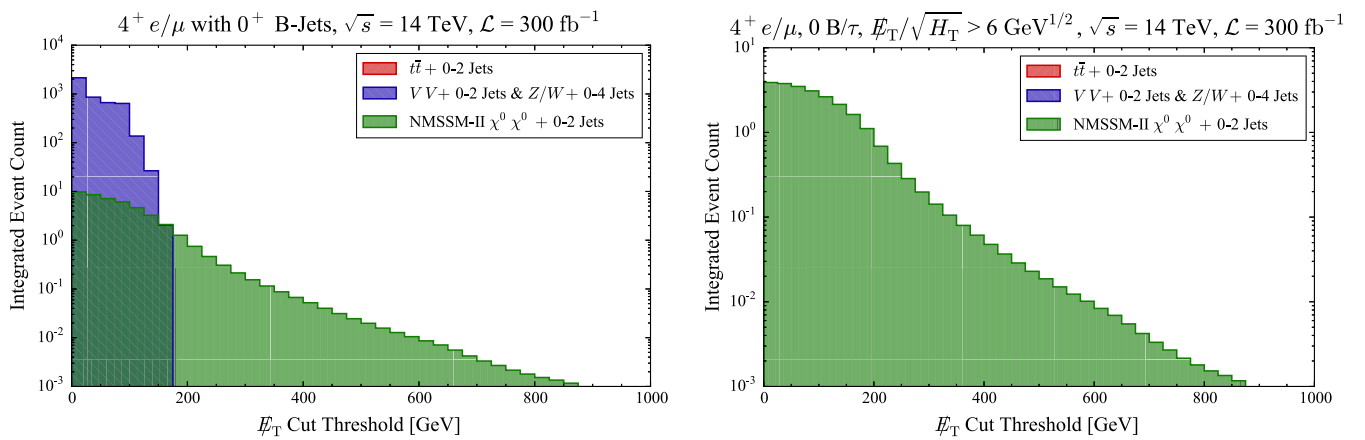 4⁺ e/μ with 0⁺ B-Jets, √s = 14 TeV, ℒ = 300 fb⁻¹
10⁴
10³
10²
10¹
10⁰
10⁻¹
10⁻²
10⁻³
Integrated Event Count
tt̄ + 0-2 Jets
VV + 0-2 Jets & Z/W + 0-4 Jets
NMSSM-II χ⁰ χ⁰ + 0-2 Jets
0 200 400 600 800 1000
E̸_T Cut Threshold [GeV]
4⁺ e/μ, 0 B/τ, E̸_T/√H_T > 6 GeV^{1/2}, √s = 14 TeV, ℒ = 300 fb⁻¹
10¹
10⁰
10⁻¹
10⁻²
10⁻³
Integrated Event Count
tt̄ + 0-2 Jets
VV + 0-2 Jets & Z/W + 0-4 Jets
NMSSM-II χ⁰ χ⁰ + 0-2 Jets
0 200 400 600 800 1000
E̸_T Cut Threshold [GeV]